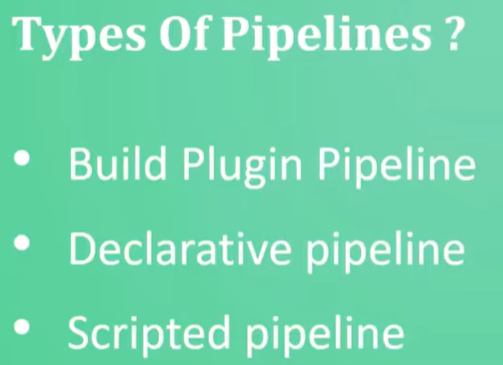 Types Of Pipelines ?
• Build Plugin Pipeline
• Declarative pipeline
• Scripted pipeline